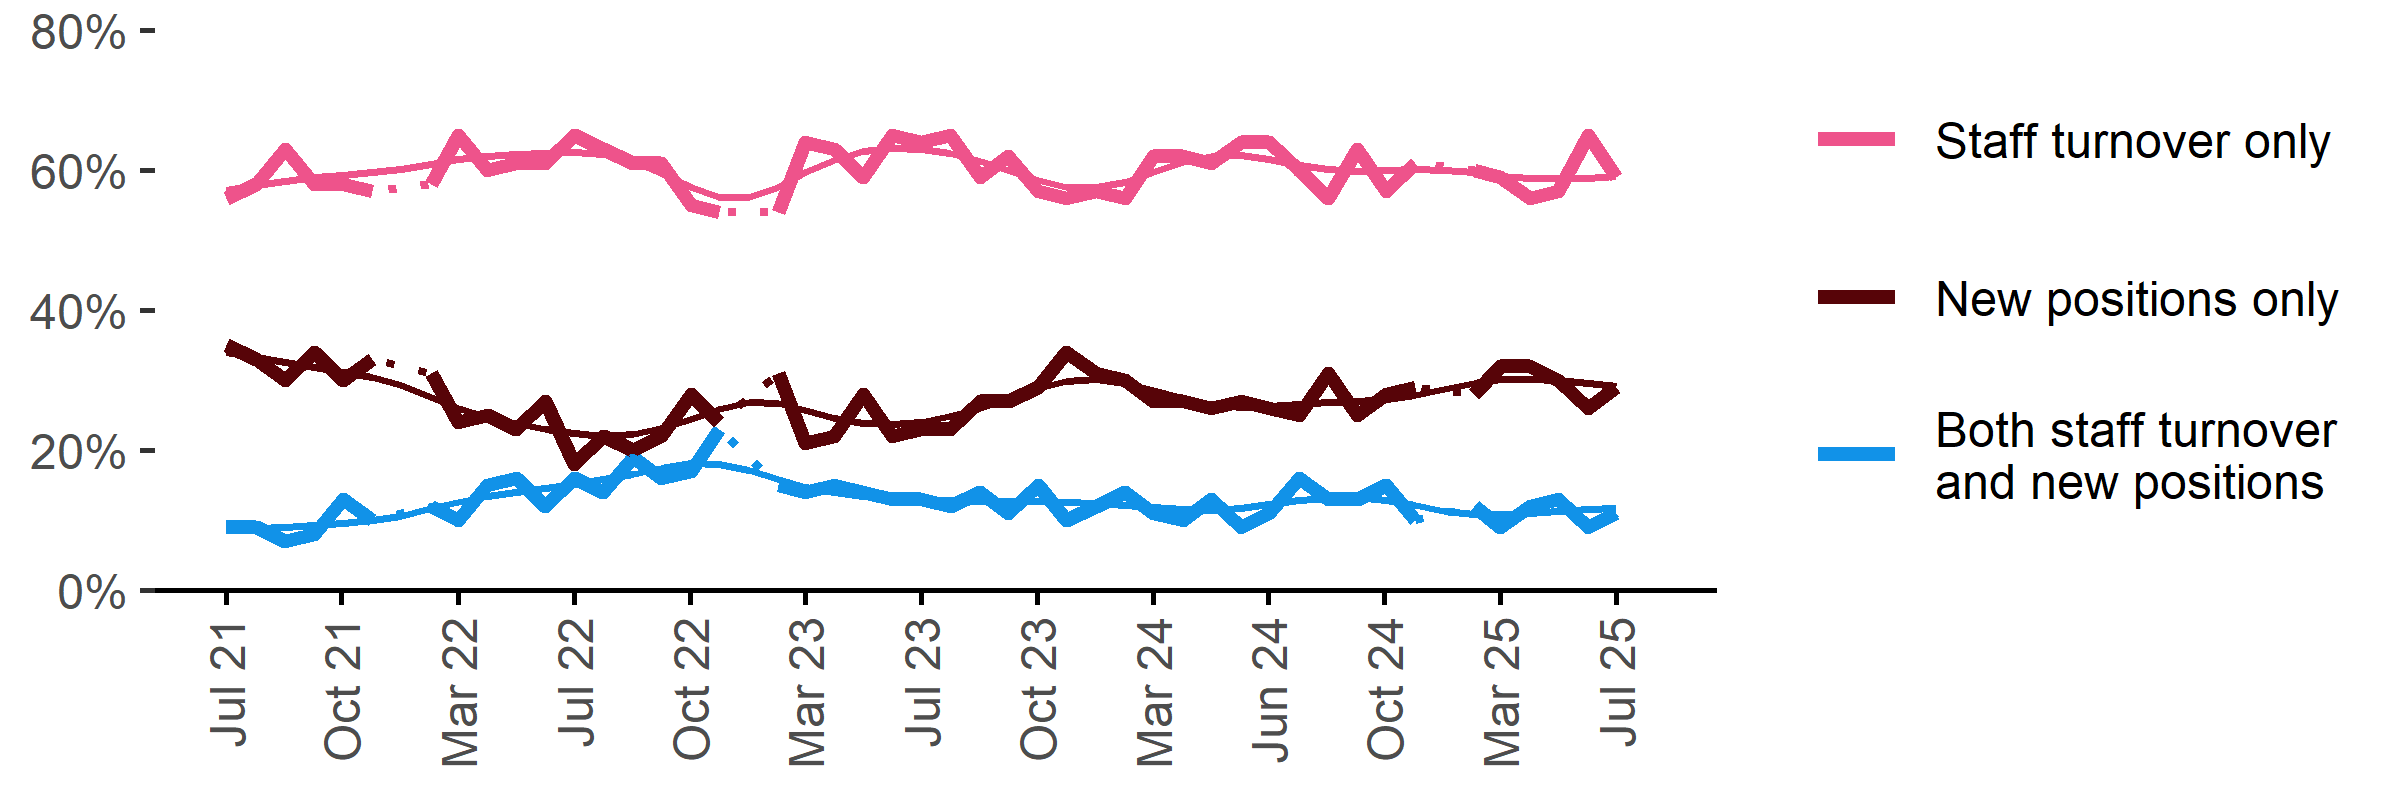 80%
60%
40%
20%
0%
Jul 21
Oct 21
Mar 22
Jul 22
Oct 22
Mar 23
Jul 23
Oct 23
Mar 24
Jun 24
Oct 24
Mar 25
Jul 25
Staff turnover only
New positions only
Both staff turnover
and new positions